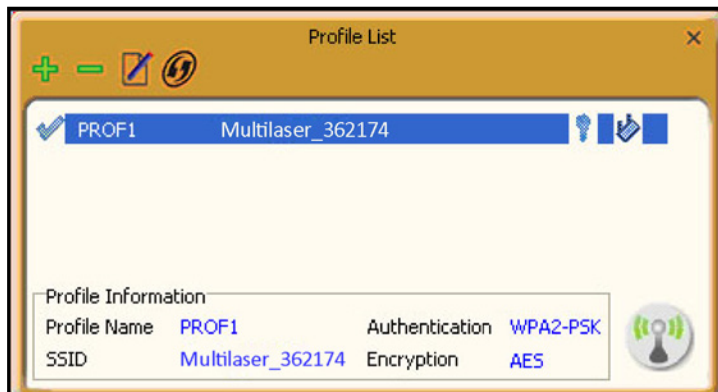 Profile List
PROF1 Multilaser_362174
Profile Information
Profile Name PROF1 Authentication WPA2-PSK
SSID Multilaser_362174 Encryption AES